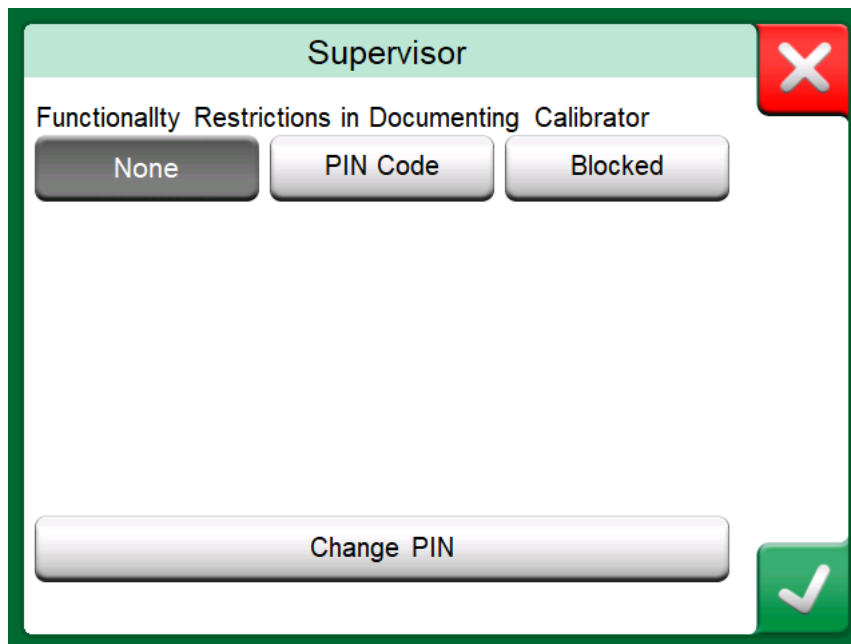 Supervisor
Functionallty Restrictions in Documenting Calibrator
None PIN Code Blocked
Change PIN